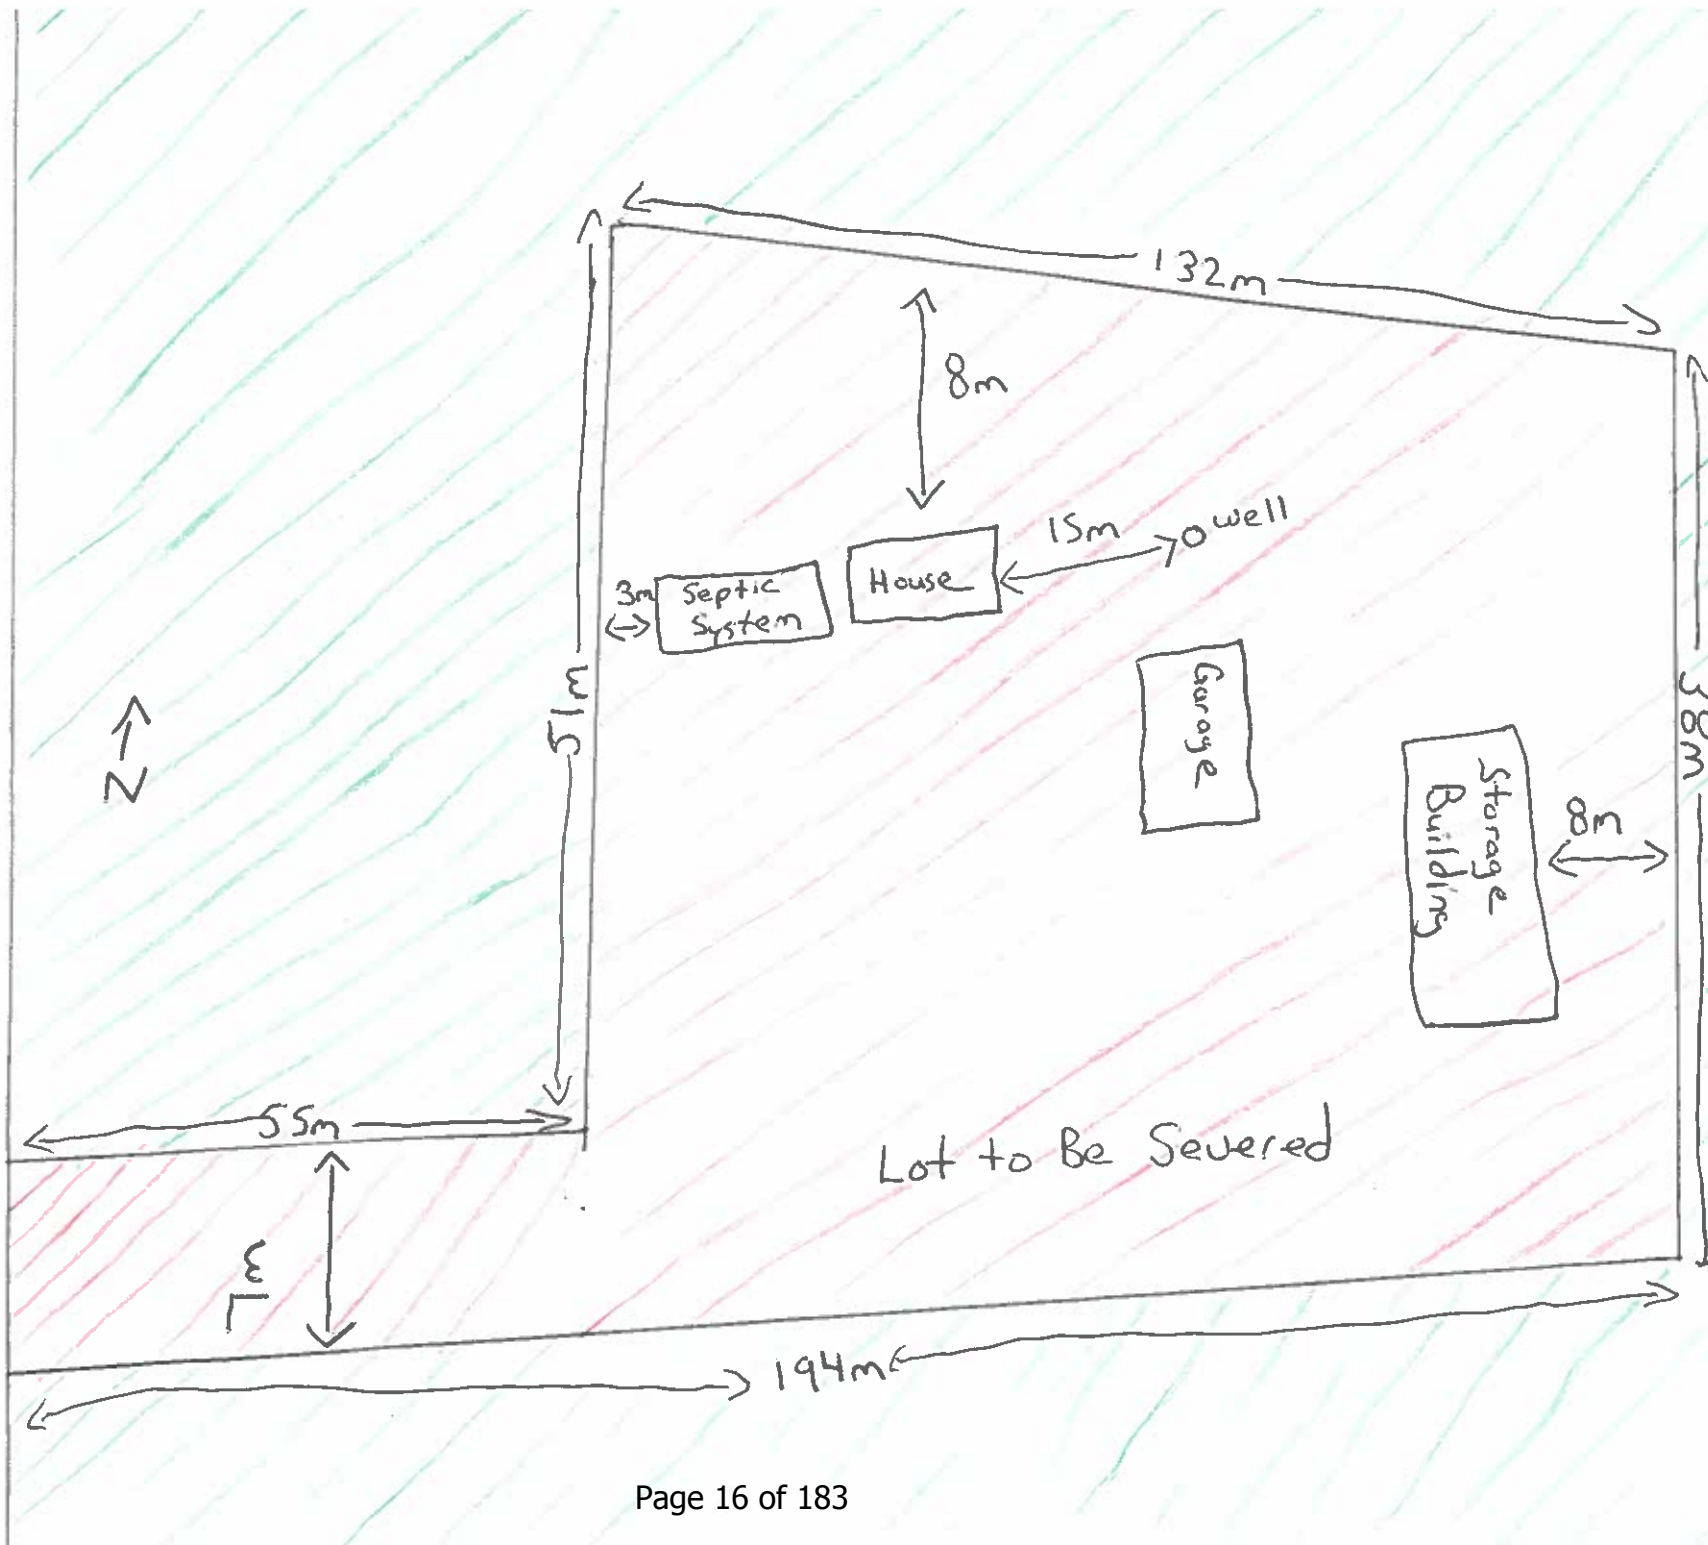 132m
8m
15m
well
House
3m
Septic
System
51m
Garage
38m
Storage
Building
8m
N
55m
Lot to Be Severed
7m
194m
Page 16 of 183